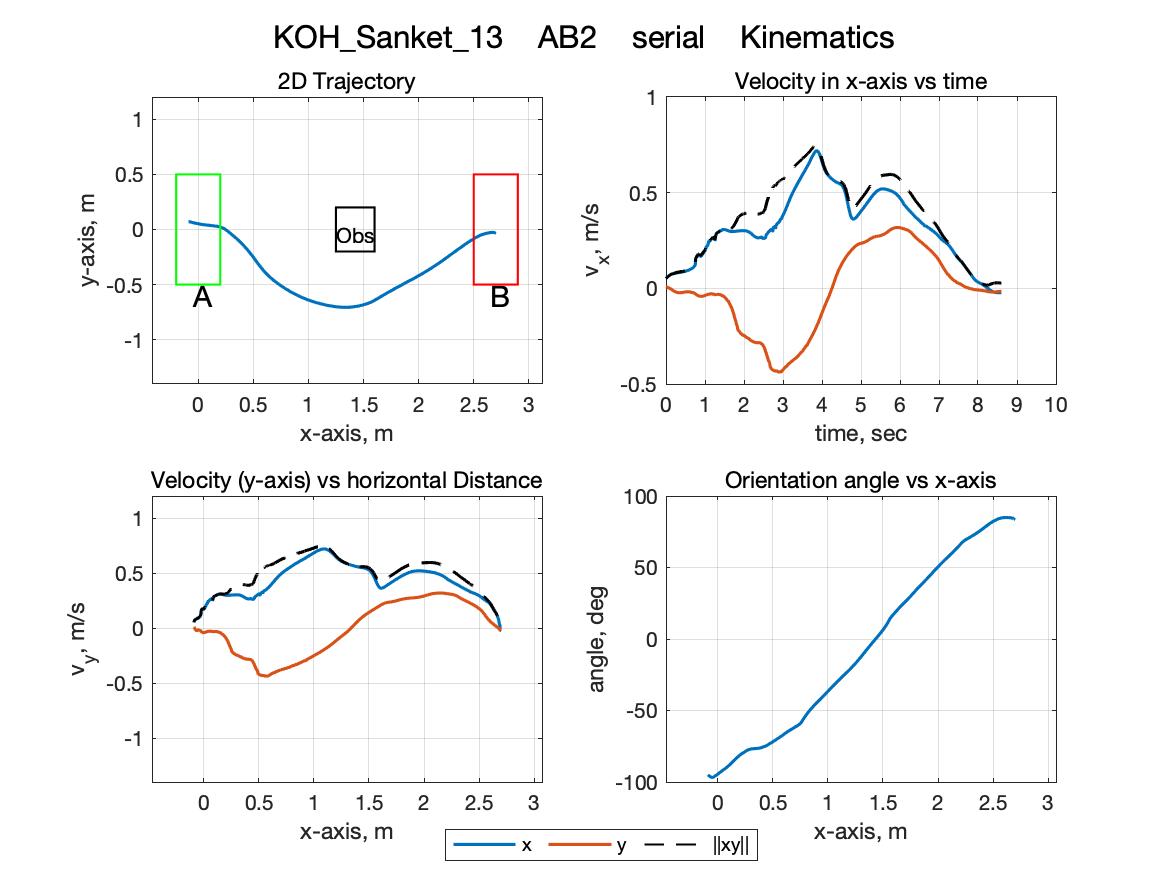 KOH_Sanket_13 AB2 serial Kinematics
2D Trajectory
1
0.5
0
-0.5
-1
y-axis, m
Obs
A
B
0 0.5 1 1.5 2 2.5 3
x-axis, m
Velocity in x-axis vs time
1
0.5
0
-0.5
v_x, m/s
0 1 2 3 4 5 6 7 8 9 10
time, sec
Velocity (y-axis) vs horizontal Distance
1
0.5
0
-0.5
-1
v_y, m/s
0 0.5 1 1.5 2 2.5 3
x-axis, m
Orientation angle vs x-axis
100
50
0
-50
-100
angle, deg
0 0.5 1 1.5 2 2.5 3
x-axis, m
x y ||xy||